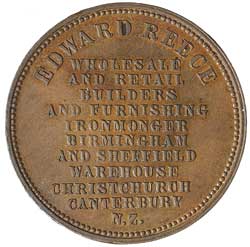 EDWARD REECE
WHOLESALE
AND RETAIL
BUILDERS
AND FURNISHING
IRONMONGER
BIRMINGHAM
AND SHEFFIELD
WAREHOUSE
CHRISTCHURCH
CANTERBURY
N.Z.